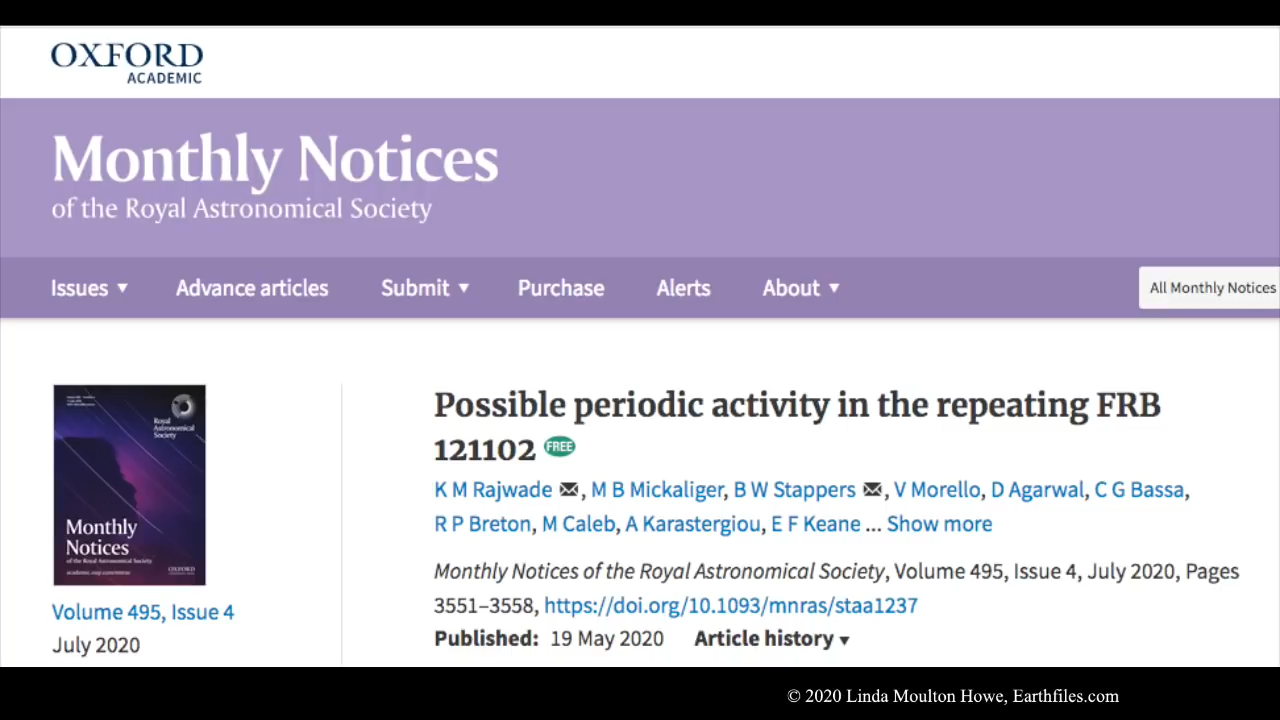 OXFORD
ACADEMIC
Monthly Notices
of the Royal Astronomical Society
Issues ▼ Advance articles Submit ▼ Purchase Alerts About ▼ All Monthly Notices
Royal
Astronomical
Society
Monthly
Notices
of the Royal Astronomical Society
OXFORD
Volume 495, Issue 4
July 2020
Possible periodic activity in the repeating FRB
121102 FREE
K M Rajwade ✉, M B Mickaliger, B W Stappers ✉, V Morello, D Agarwal, C G Bassa,
R P Breton, M Caleb, A Karastergiou, E F Keane ... Show more
Monthly Notices of the Royal Astronomical Society, Volume 495, Issue 4, July 2020, Pages
3551–3558, https://doi.org/10.1093/mnras/staa1237
Published: 19 May 2020 Article history ▼
© 2020 Linda Moulton Howe, Earthfiles.com